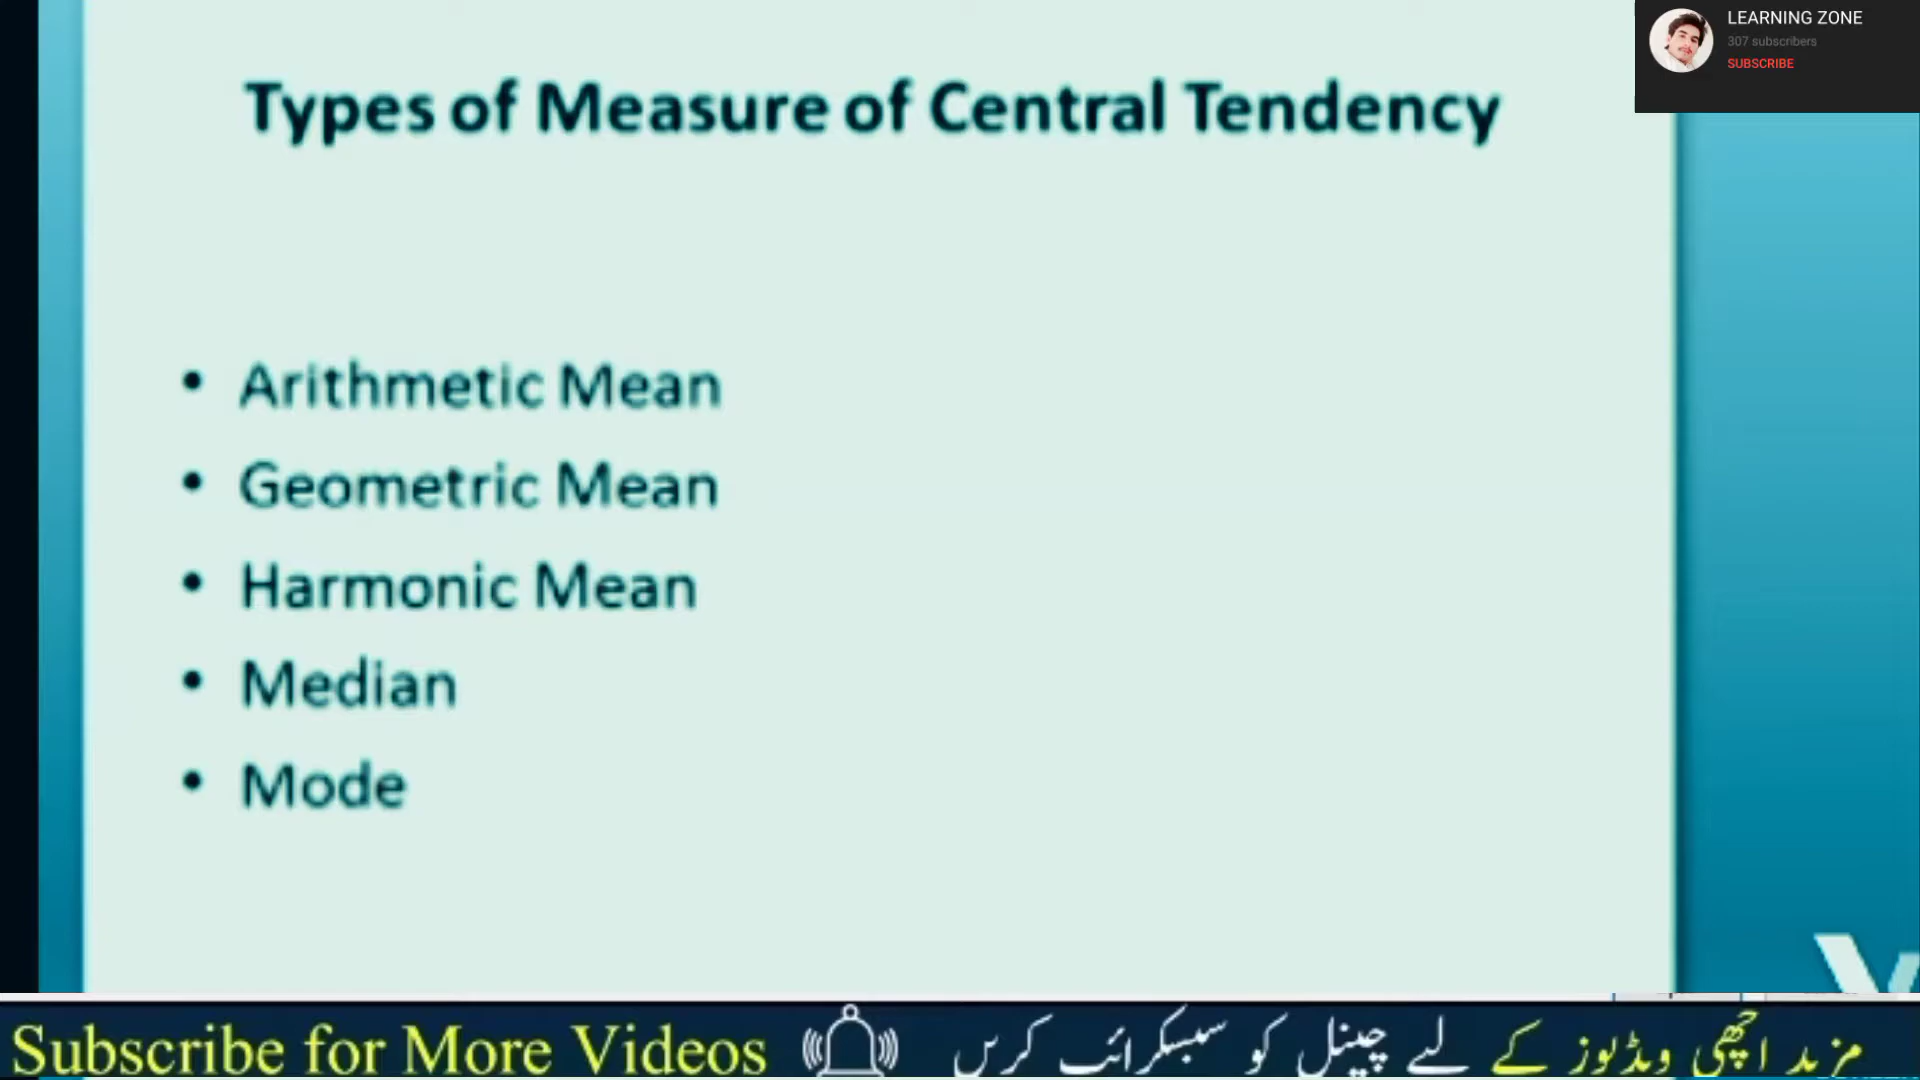 LEARNING ZONE
307 subscribers
SUBSCRIBE
Types of Measure of Central Tendency
• Arithmetic Mean
• Geometric Mean
• Harmonic Mean
• Median
• Mode
Subscribe for More Videos
مزید اچھی ویڈیوز کے لیے چینل کو سبسکرائب کریں